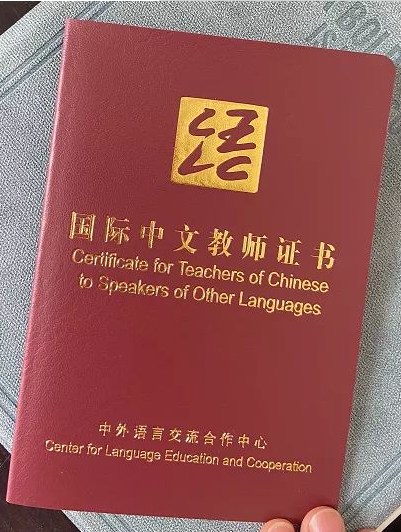 语
国际中文教师证书
Certificate for Teachers of Chinese
to Speakers of Other Languages
中外语言交流合作中心
Center for Language Education and Cooperation